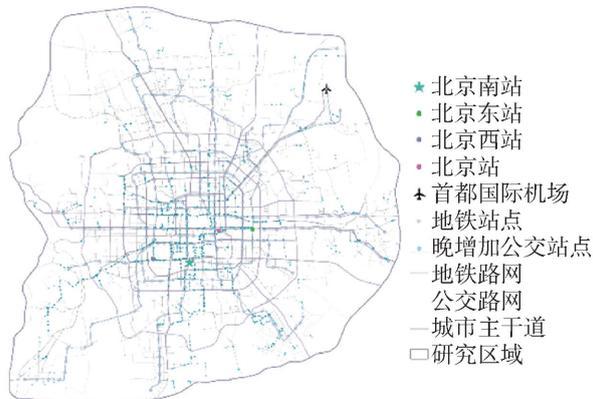 北京南站
北京东站
北京西站
北京站
首都国际机场
地铁站点
晚增加公交站点
地铁路网
公交路网
城市主干道
研究区域